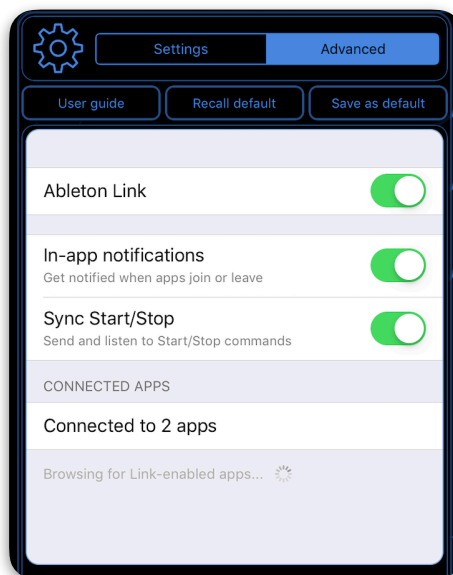 Settings Advanced
User guide Recall default Save as default
Ableton Link
In-app notifications
Get notified when apps join or leave
Sync Start/Stop
Send and listen to Start/Stop commands
CONNECTED APPS
Connected to 2 apps
Browsing for Link-enabled apps...